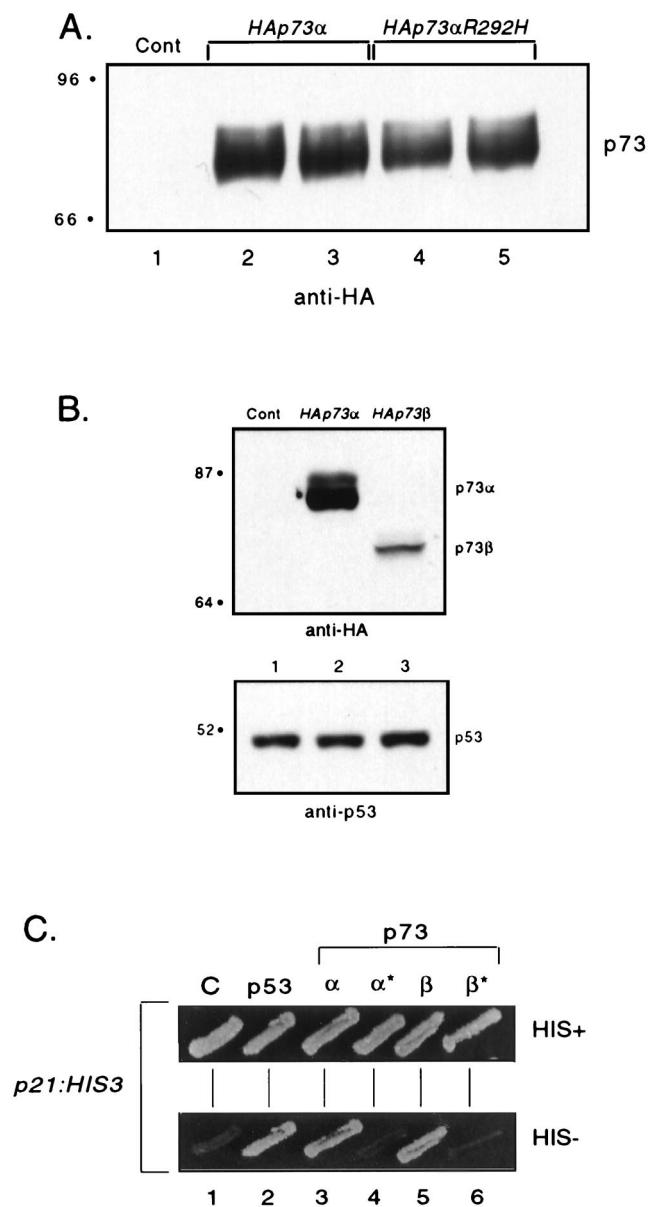 A.
Cont HAp73α HAp73αR292H
96 •
p73
66 •
1 2 3 4 5
anti-HA
B.
Cont HAp73α HAp73β
87 •
p73α
p73β
64 •
anti-HA
1 2 3
52 •
p53
anti-p53
C.
p73
C p53 α α* β β*
HIS+
p21:HIS3
HIS-
1 2 3 4 5 6